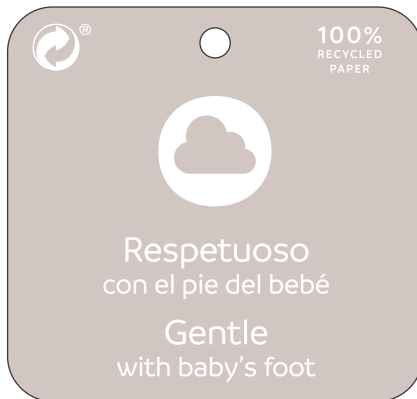 ®
100%
RECYCLED
PAPER
Respetuoso
con el pie del bebé
Gentle
with baby's foot